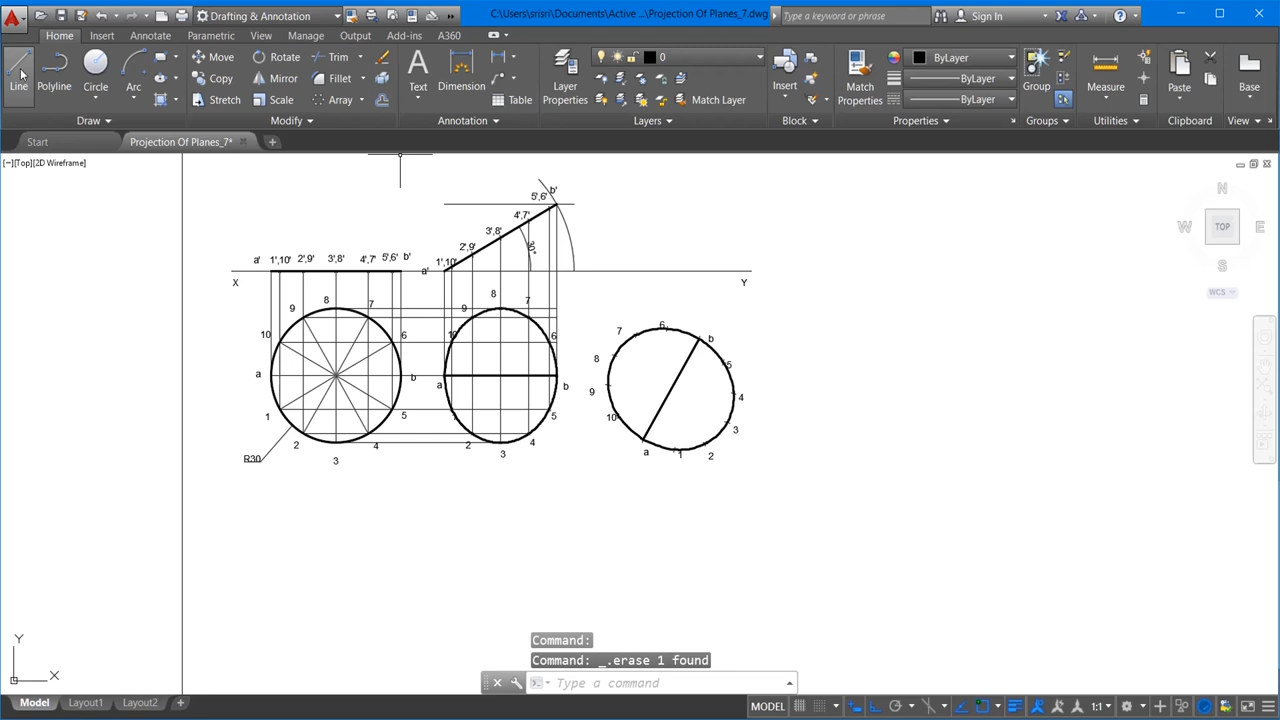 Drafting & Annotation
C:\Users\srisri\Documents\Active ...\Projection Of Planes_7.dwg
Type a keyword or phrase
Sign In
Home Insert Annotate Parametric View Manage Output Add-ins A360
Line
Polyline
Circle
Arc
Move
Rotate
Trim
Copy
Mirror
Fillet
Stretch
Scale
Array
Text
Dimension
Table
Layer
Properties
0
Match Layer
Insert
Match
Properties
ByLayer
ByLayer
ByLayer
Group
Measure
Paste
Base
Draw
Modify
Annotation
Layers
Block
Properties
Groups
Utilities
Clipboard
View
Start
Projection Of Planes_7*
[−][Top][2D Wireframe]
N
W TOP E
S
WCS
b'
5',6'
4',7'
3',8'
2',9'
1',10'
a' 1',10' 2',9' 3',8' 4',7' 5',6' b'
a'
X
Y
8
7
9
10
6
a
b
1
5
2
4
3
R30
8
7
9
10
6
a
b
1
5
2
4
3
6
7
b
8
5
9
4
10
3
a
1
2
Y
X
Command:
Command: _.erase 1 found
Type a command
Model Layout1 Layout2
MODEL
1:1